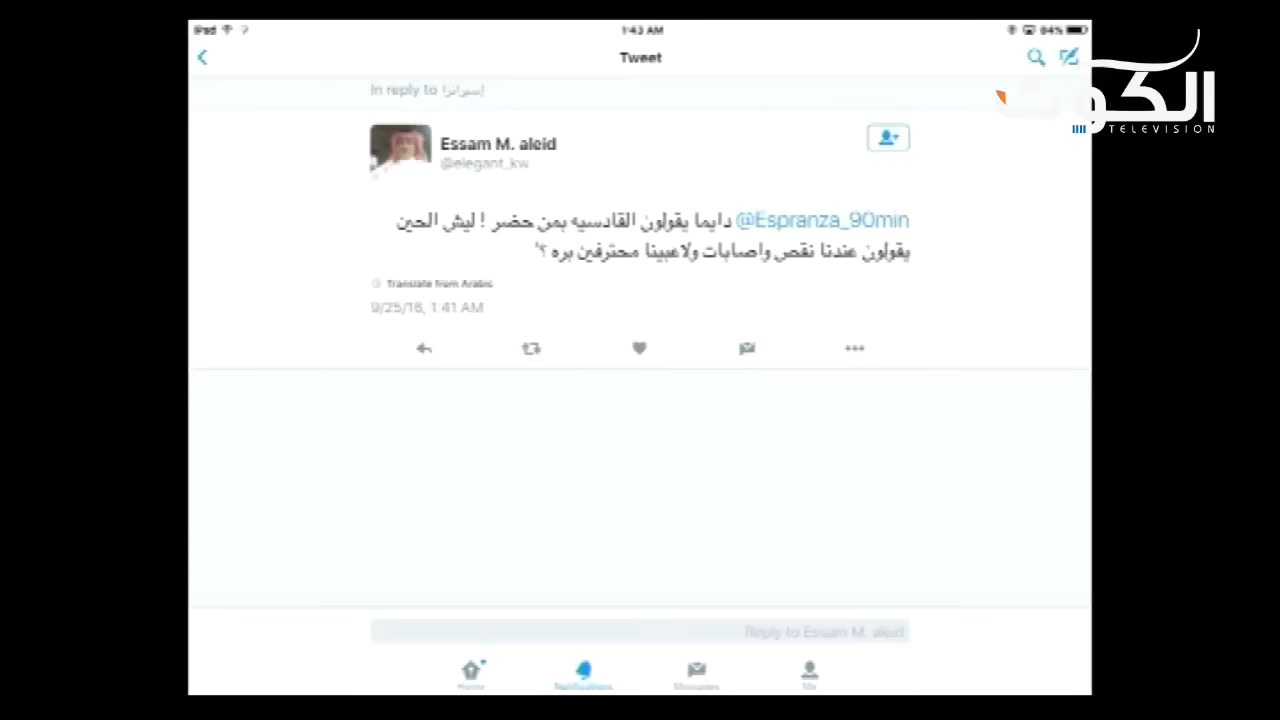 iPad 1:43 AM 84%
Tweet
In reply to إسبرانزا
الكوت
TELEVISION
Essam M. aleid
@elegant_kw
@Espranza_90min دايما يقولون القادسيه بمن حضر ! ليش الحين
يقولون عندنا نقص واصابات ولاعبينا محترفين بره ؟
Translate from Arabic
9/25/16, 1:41 AM
Reply to Essam M. aleid
Home Notifications Messages Me